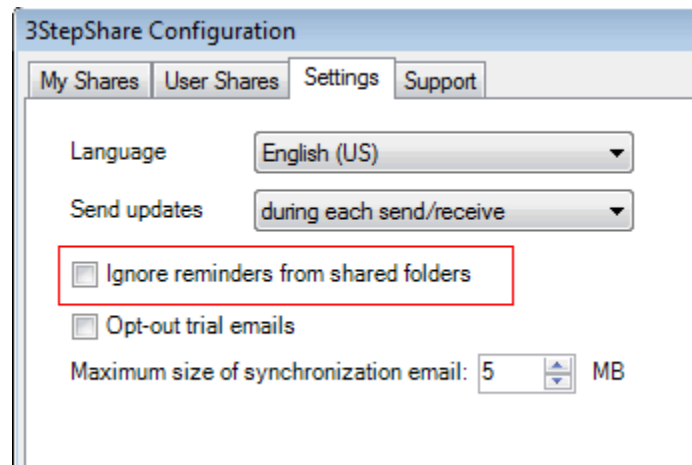 3StepShare Configuration
My Shares User Shares Settings Support
Language English (US)
Send updates during each send/receive
Ignore reminders from shared folders
Opt-out trial emails
Maximum size of synchronization email: 5 MB